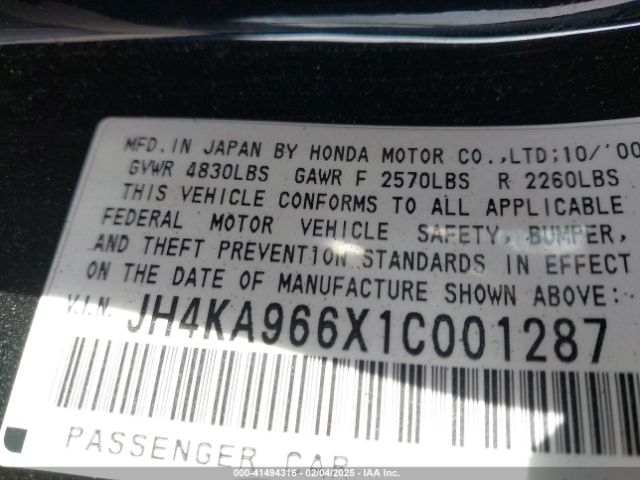 MFD. IN JAPAN BY HONDA MOTOR CO.,LTD;10/'00
GVWR 4830LBS GAWR F 2570LBS R 2260LBS
THIS VEHICLE CONFORMS TO ALL APPLICABLE
FEDERAL MOTOR VEHICLE SAFETY, BUMPER,
AND THEFT PREVENTION STANDARDS IN EFFECT
ON THE DATE OF MANUFACTURE SHOWN ABOVE:
V.I.N. JH4KA966X1C001287
PASSENGER CAR
000-41494316 - 02/04/2025 - IAAI.COM